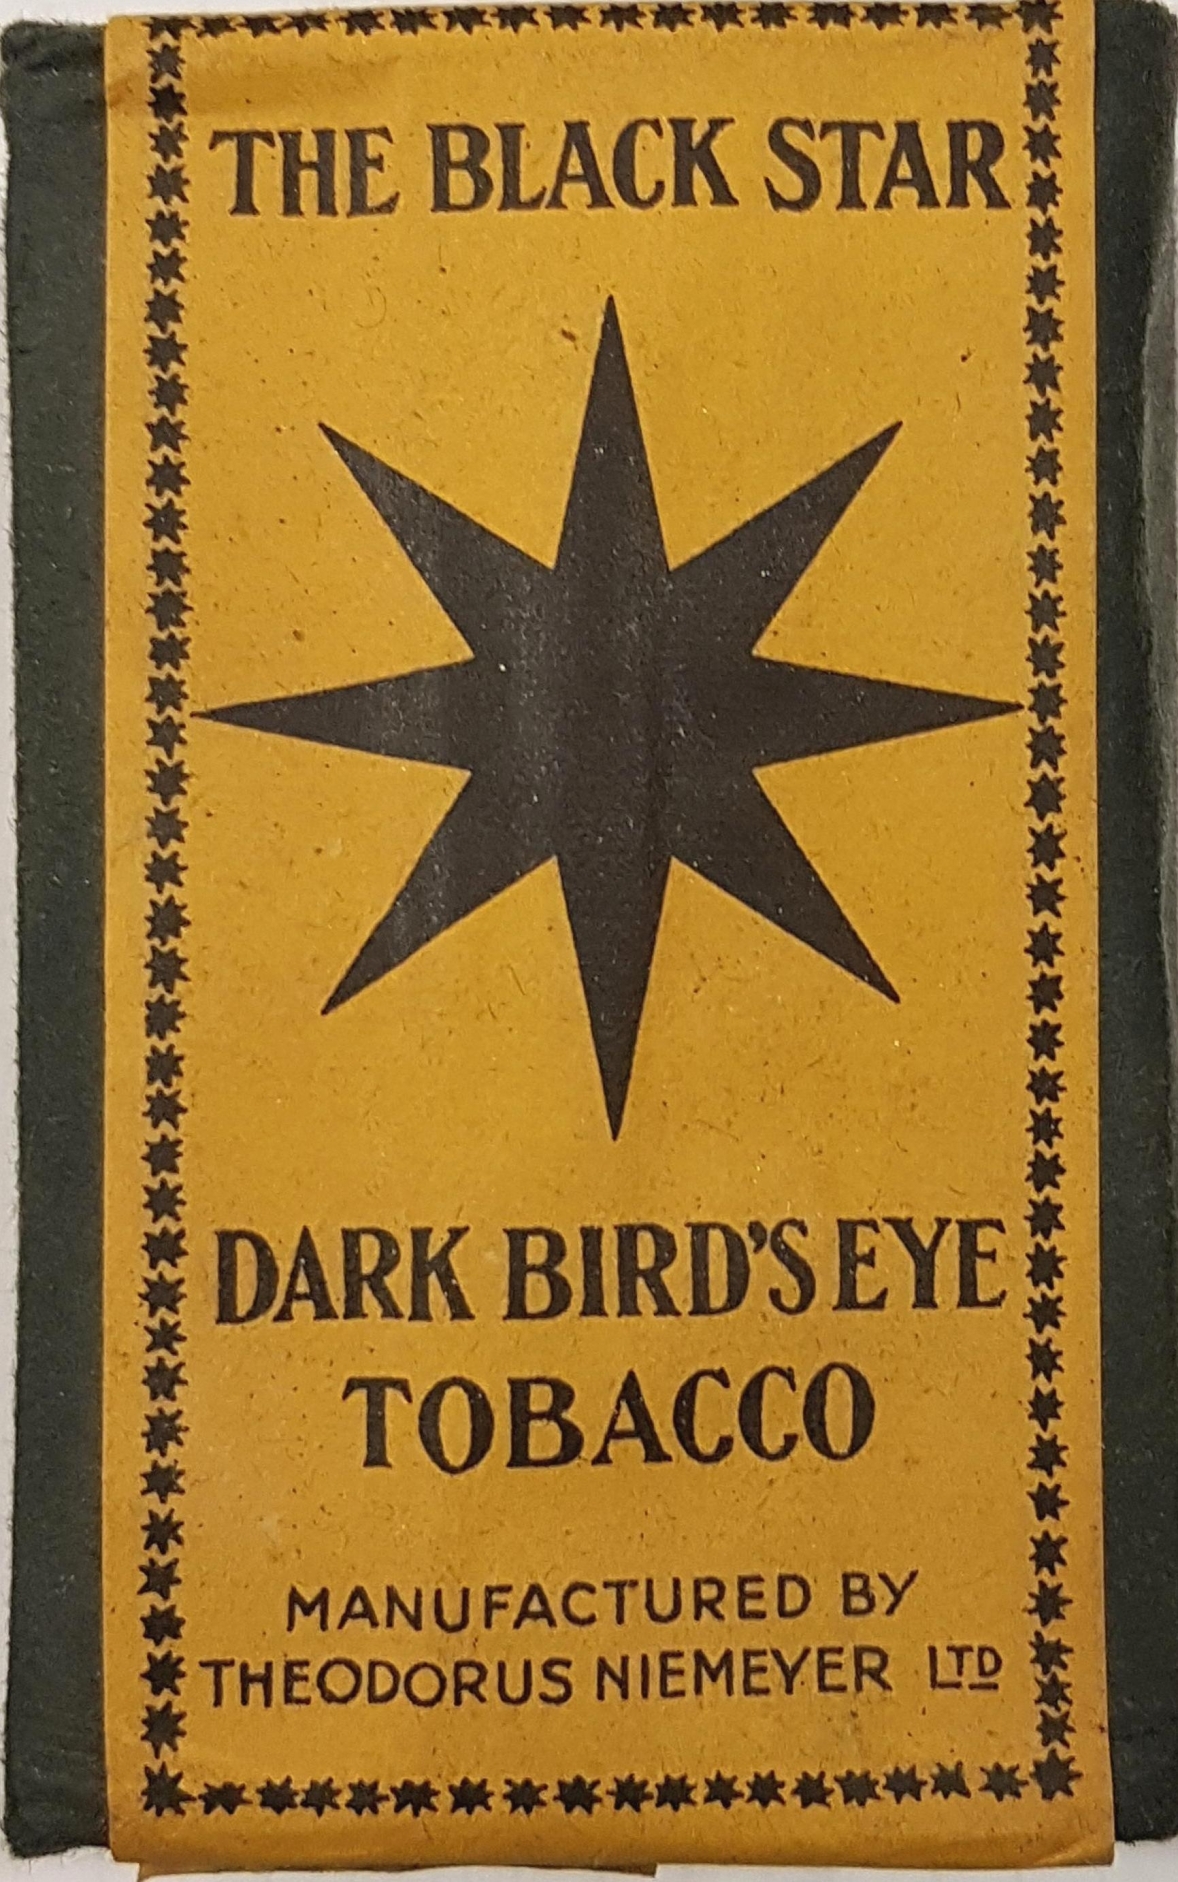 THE BLACK STAR
DARK BIRD'S EYE
TOBACCO
MANUFACTURED BY
THEODORUS NIEMEYER LTD